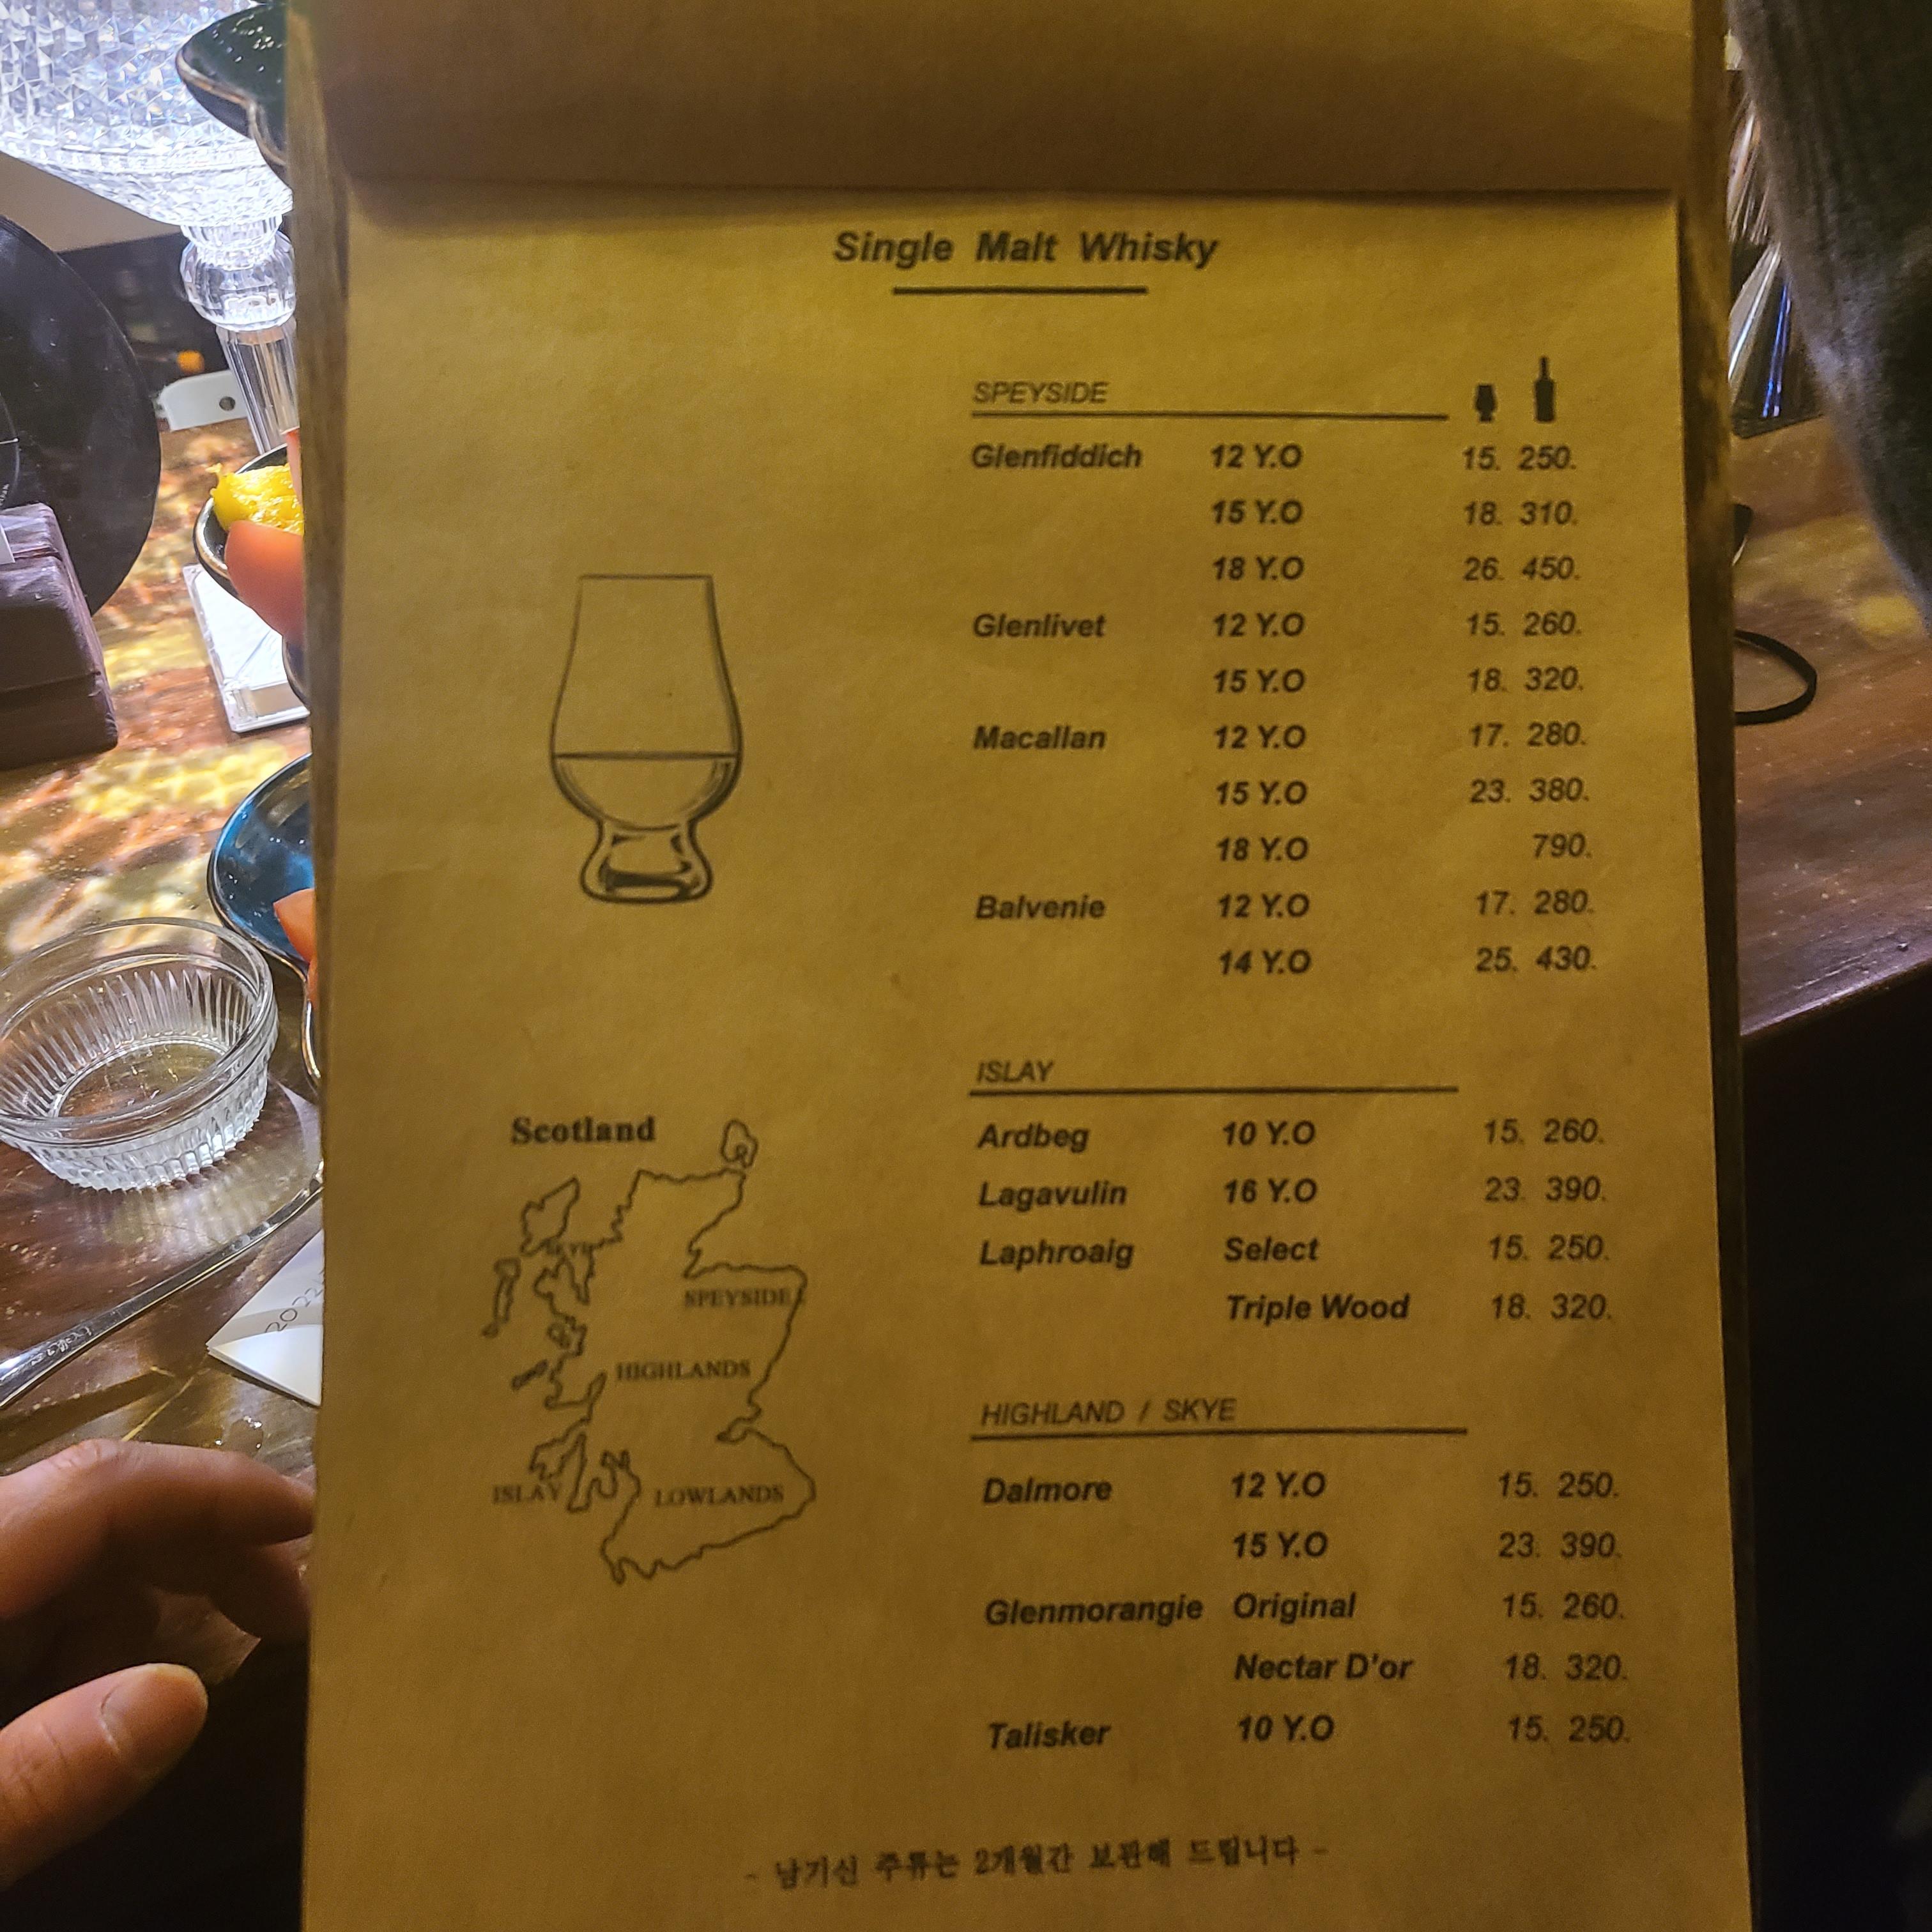 Single Malt Whisky
SPEYSIDE
Glenfiddich 12 Y.O 15. 250.
15 Y.O 18. 310.
18 Y.O 26. 450.
Glenlivet 12 Y.O 15. 260.
15 Y.O 18. 320.
Macallan 12 Y.O 17. 280.
15 Y.O 23. 380.
18 Y.O 790.
Balvenie 12 Y.O 17. 280.
14 Y.O 25. 430.
ISLAY
Ardbeg 10 Y.O 15. 260.
Lagavulin 16 Y.O 23. 390.
Laphroaig Select 15. 250.
Triple Wood 18. 320.
HIGHLAND / SKYE
Dalmore 12 Y.O 15. 250.
15 Y.O 23. 390.
Glenmorangie Original 15. 260.
Nectar D'or 18. 320.
Talisker 10 Y.O 15. 250.
Scotland
SPEYSIDE
HIGHLANDS
ISLAY
LOWLANDS
- 남기신 주류는 2개월간 보관해 드립니다 -
2022